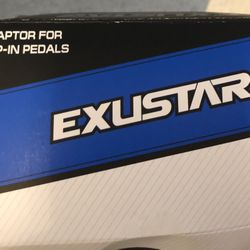 APTOR FOR
P-IN PEDALS
EXUSTAR